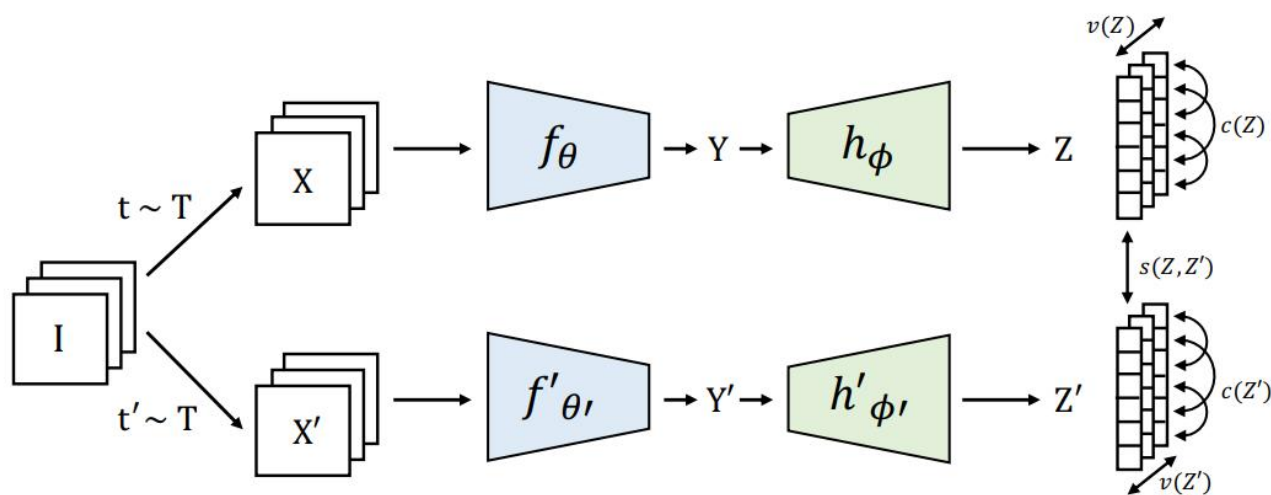 v(Z)
t ~ T
X
f_θ
Y
h_ϕ
Z
c(Z)
I
s(Z, Z′)
t′ ~ T
X′
f′_θ′
Y′
h′_ϕ′
Z′
c(Z′)
v(Z′)